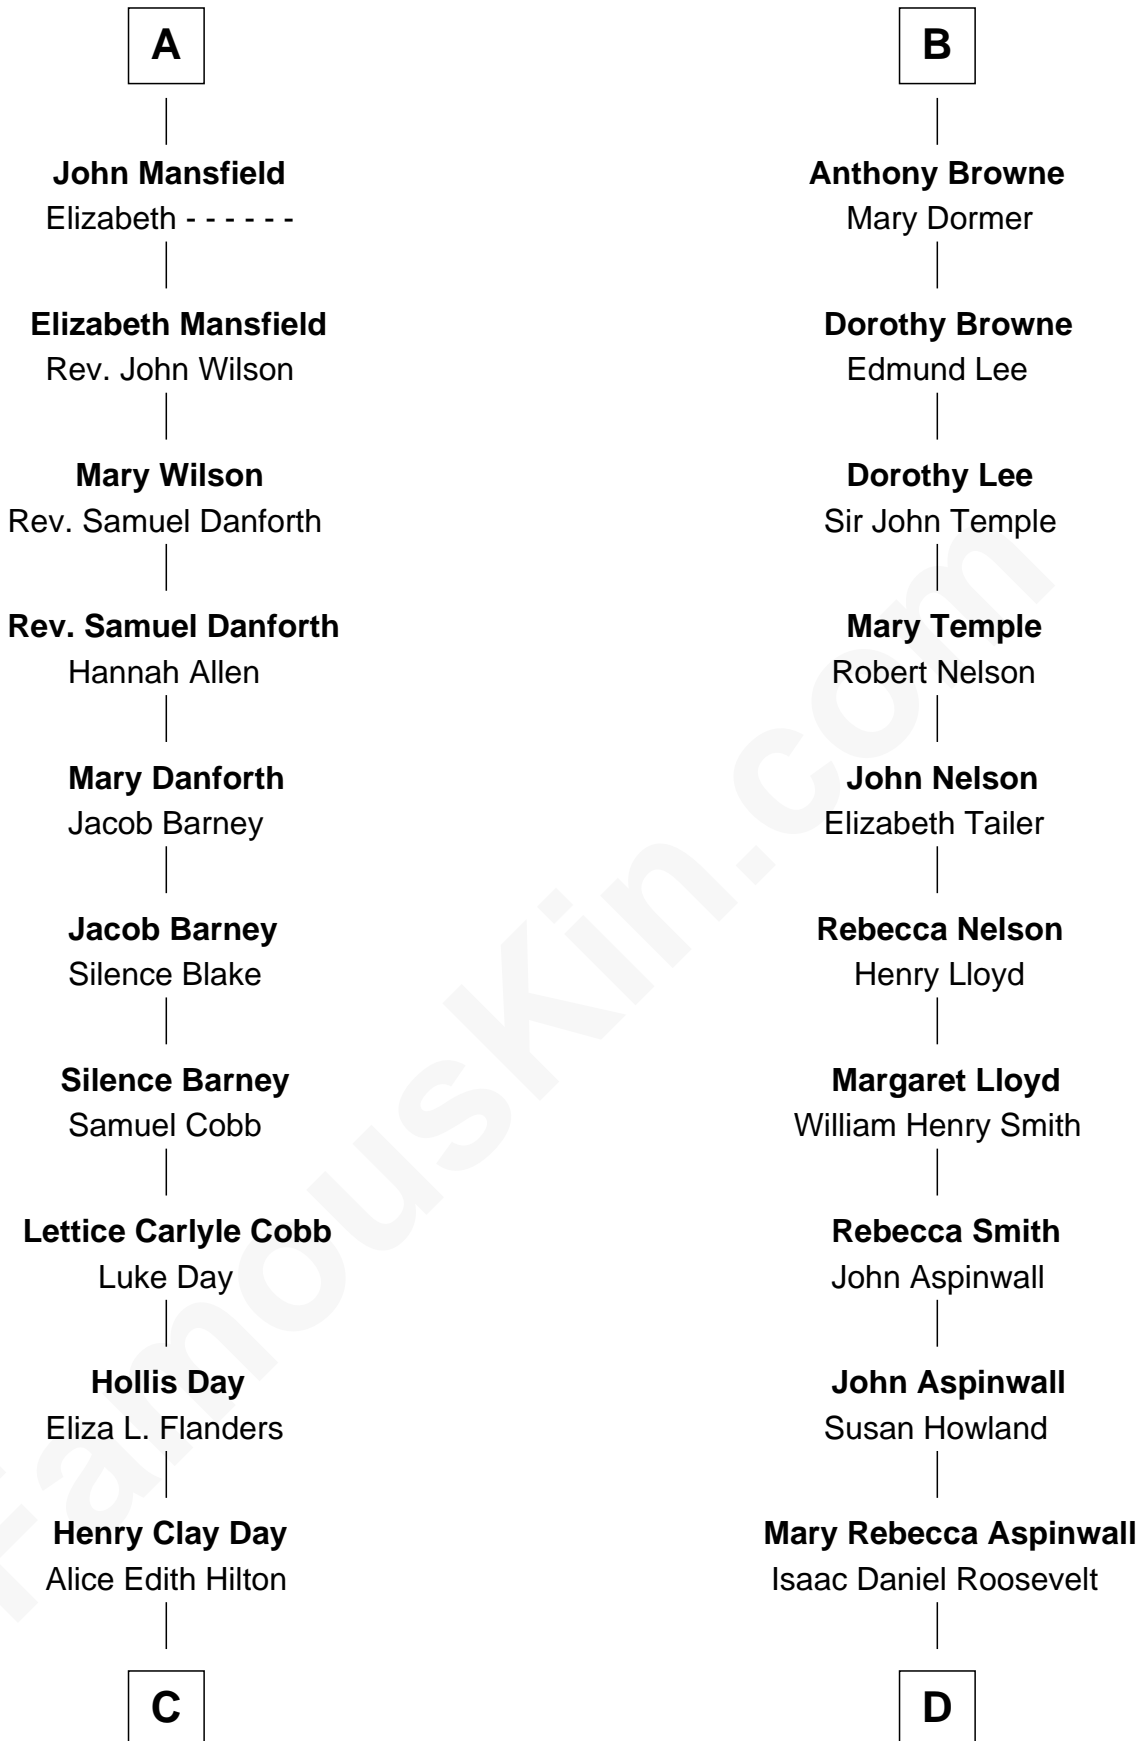 A
John Mansfield
Elizabeth - - - - - -
Elizabeth Mansfield
Rev. John Wilson
Mary Wilson
Rev. Samuel Danforth
Rev. Samuel Danforth
Hannah Allen
Mary Danforth
Jacob Barney
Jacob Barney
Silence Blake
Silence Barney
Samuel Cobb
Lettice Carlyle Cobb
Luke Day
Hollis Day
Eliza L. Flanders
Henry Clay Day
Alice Edith Hilton
C
B
Anthony Browne
Mary Dormer
Dorothy Browne
Edmund Lee
Dorothy Lee
Sir John Temple
Mary Temple
Robert Nelson
John Nelson
Elizabeth Tailer
Rebecca Nelson
Henry Lloyd
Margaret Lloyd
William Henry Smith
Rebecca Smith
John Aspinwall
John Aspinwall
Susan Howland
Mary Rebecca Aspinwall
Isaac Daniel Roosevelt
D
FamousKin.com